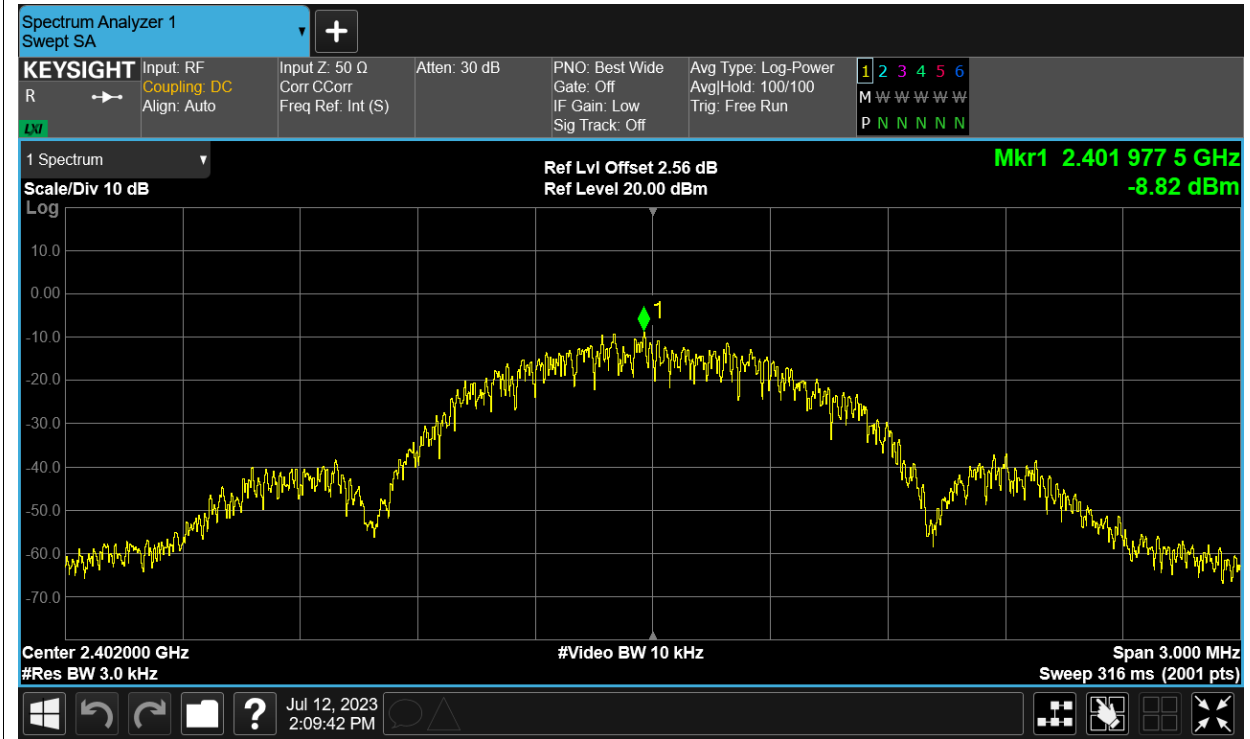 Spectrum Analyzer 1
Swept SA
KEYSIGHT
R
LXI
Input: RF
Coupling: DC
Align: Auto
Input Z: 50 Ω
Corr CCorr
Freq Ref: Int (S)
Atten: 30 dB
PNO: Best Wide
Gate: Off
IF Gain: Low
Sig Track: Off
Avg Type: Log-Power
Avg|Hold: 100/100
Trig: Free Run
1 2 3 4 5 6
M W W W W W
P N N N N N
1 Spectrum
Scale/Div 10 dB
Log
Ref Lvl Offset 2.56 dB
Ref Level 20.00 dBm
Mkr1 2.401 977 5 GHz
-8.82 dBm
10.0
0.00
-10.0
-20.0
-30.0
-40.0
-50.0
-60.0
-70.0
1
Center 2.402000 GHz
#Res BW 3.0 kHz
#Video BW 10 kHz
Span 3.000 MHz
Sweep 316 ms (2001 pts)
?
Jul 12, 2023
2:09:42 PM